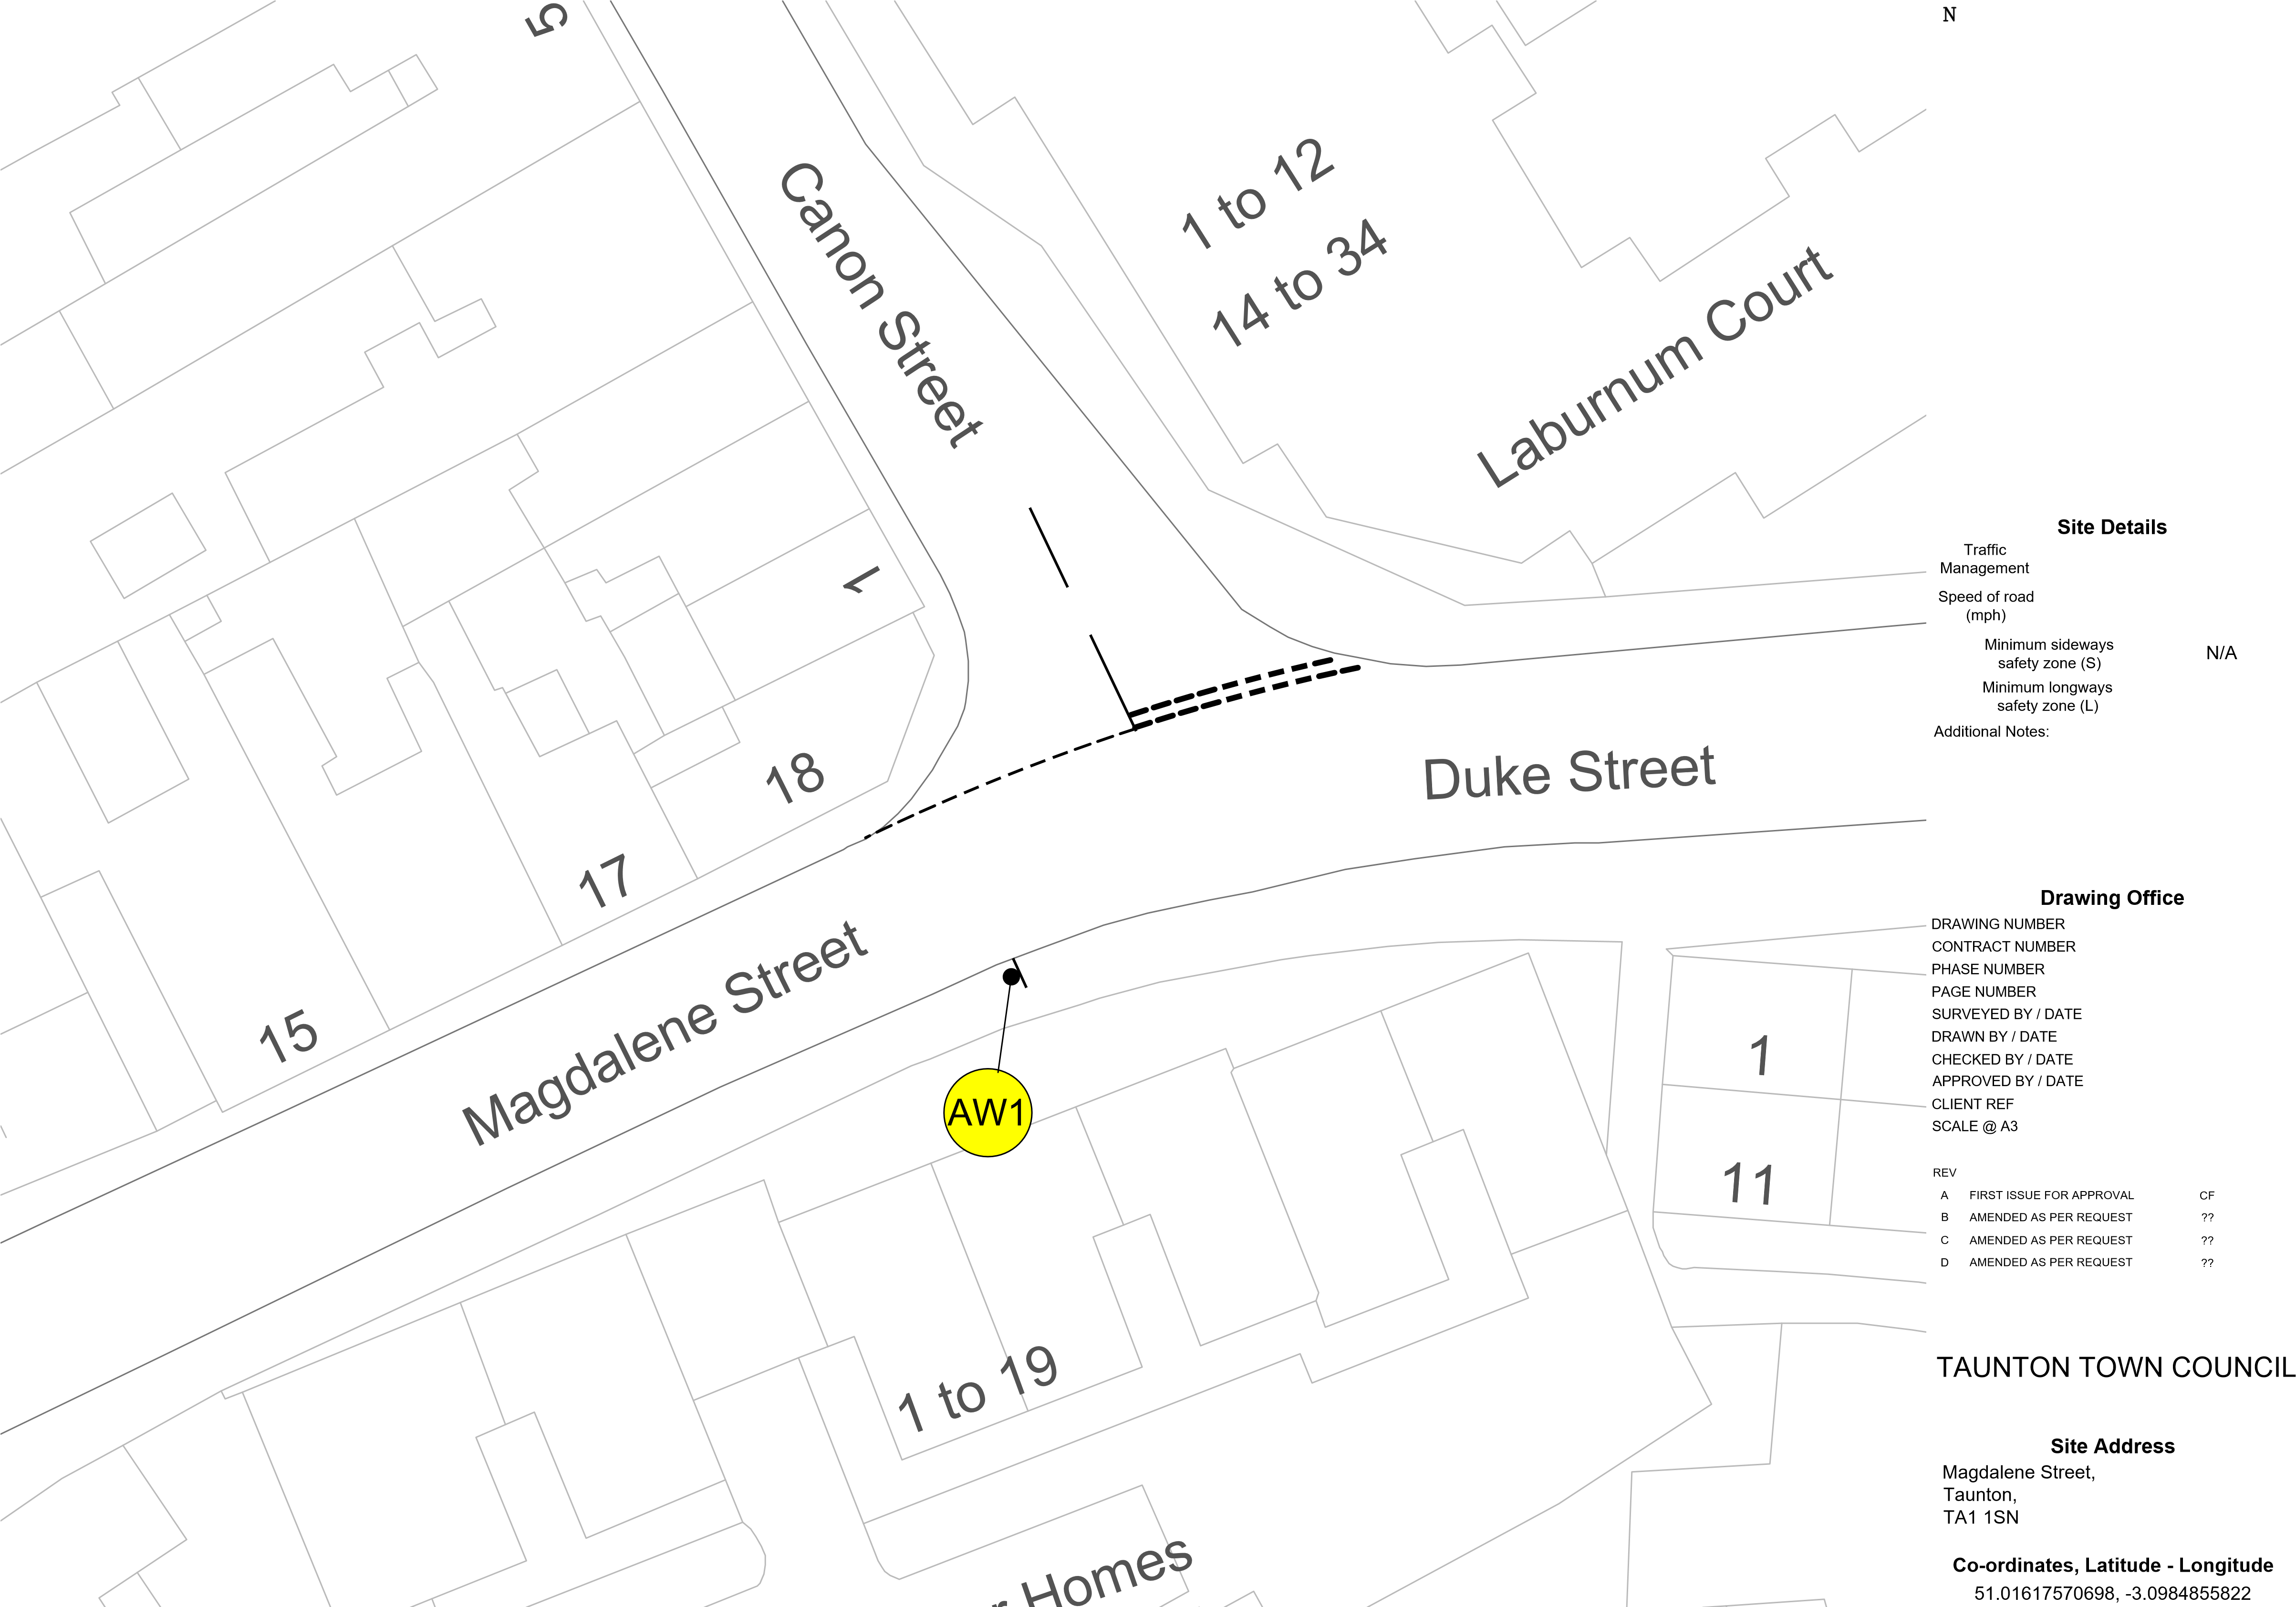 5
Canon Street
1 to 12
14 to 34
Laburnum Court
1
18
17
15
Duke Street
Magdalene Street
AW1
1
11
1 to 19
r Homes
N
Site Details
Traffic
Management
Speed of road
(mph)
Minimum sideways
safety zone (S)
N/A
Minimum longways
safety zone (L)
Additional Notes:
Drawing Office
DRAWING NUMBER
CONTRACT NUMBER
PHASE NUMBER
PAGE NUMBER
SURVEYED BY / DATE
DRAWN BY / DATE
CHECKED BY / DATE
APPROVED BY / DATE
CLIENT REF
SCALE @ A3
REV
A FIRST ISSUE FOR APPROVAL CF
B AMENDED AS PER REQUEST ??
C AMENDED AS PER REQUEST ??
D AMENDED AS PER REQUEST ??
TAUNTON TOWN COUNCIL
Site Address
Magdalene Street,
Taunton,
TA1 1SN
Co-ordinates, Latitude - Longitude
51.01617570698, -3.0984855822